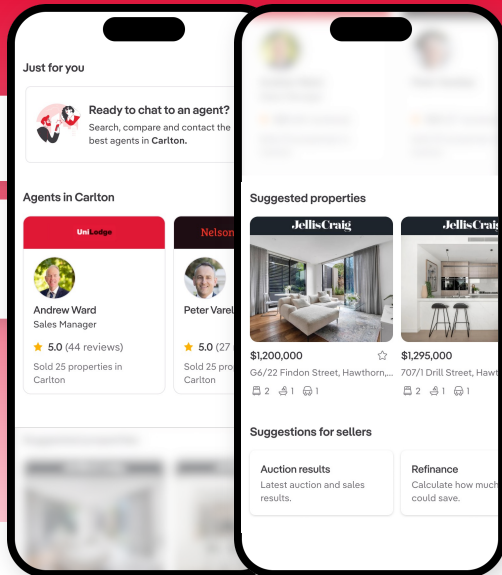 Just for you
Ready to chat to an agent?
Search, compare and contact the
best agents in Carlton.
Agents in Carlton
UniLodge
Nelson
Andrew Ward
Sales Manager
5.0 (44 reviews)
Sold 25 properties in
Carlton
Peter Varel
5.0 (27
Sold 25 pro
Carlton
Suggested properties
JellisCraig
JellisCraig
$1,200,000
G6/22 Findon Street, Hawthorn,...
2 1 1
$1,295,000
707/1 Drill Street, Hawt
2 1 1
Suggestions for sellers
Auction results
Latest auction and sales
results.
Refinance
Calculate how much
could save.